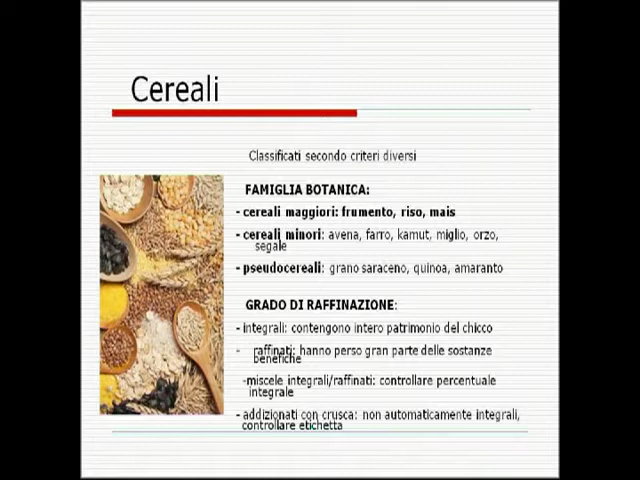 Cereali
Classificati secondo criteri diversi
FAMIGLIA BOTANICA:
- cereali maggiori: frumento, riso, mais
- cereali minori: avena, farro, kamut, miglio, orzo,
segale
- pseudocereali: grano saraceno, quinoa, amaranto
GRADO DI RAFFINAZIONE:
- integrali: contengono intero patrimonio del chicco
- raffinati: hanno perso gran parte delle sostanze
benefiche
-miscele integrali/raffinati: controllare percentuale
integrale
- addizionati con crusca: non automaticamente integrali,
controllare etichetta